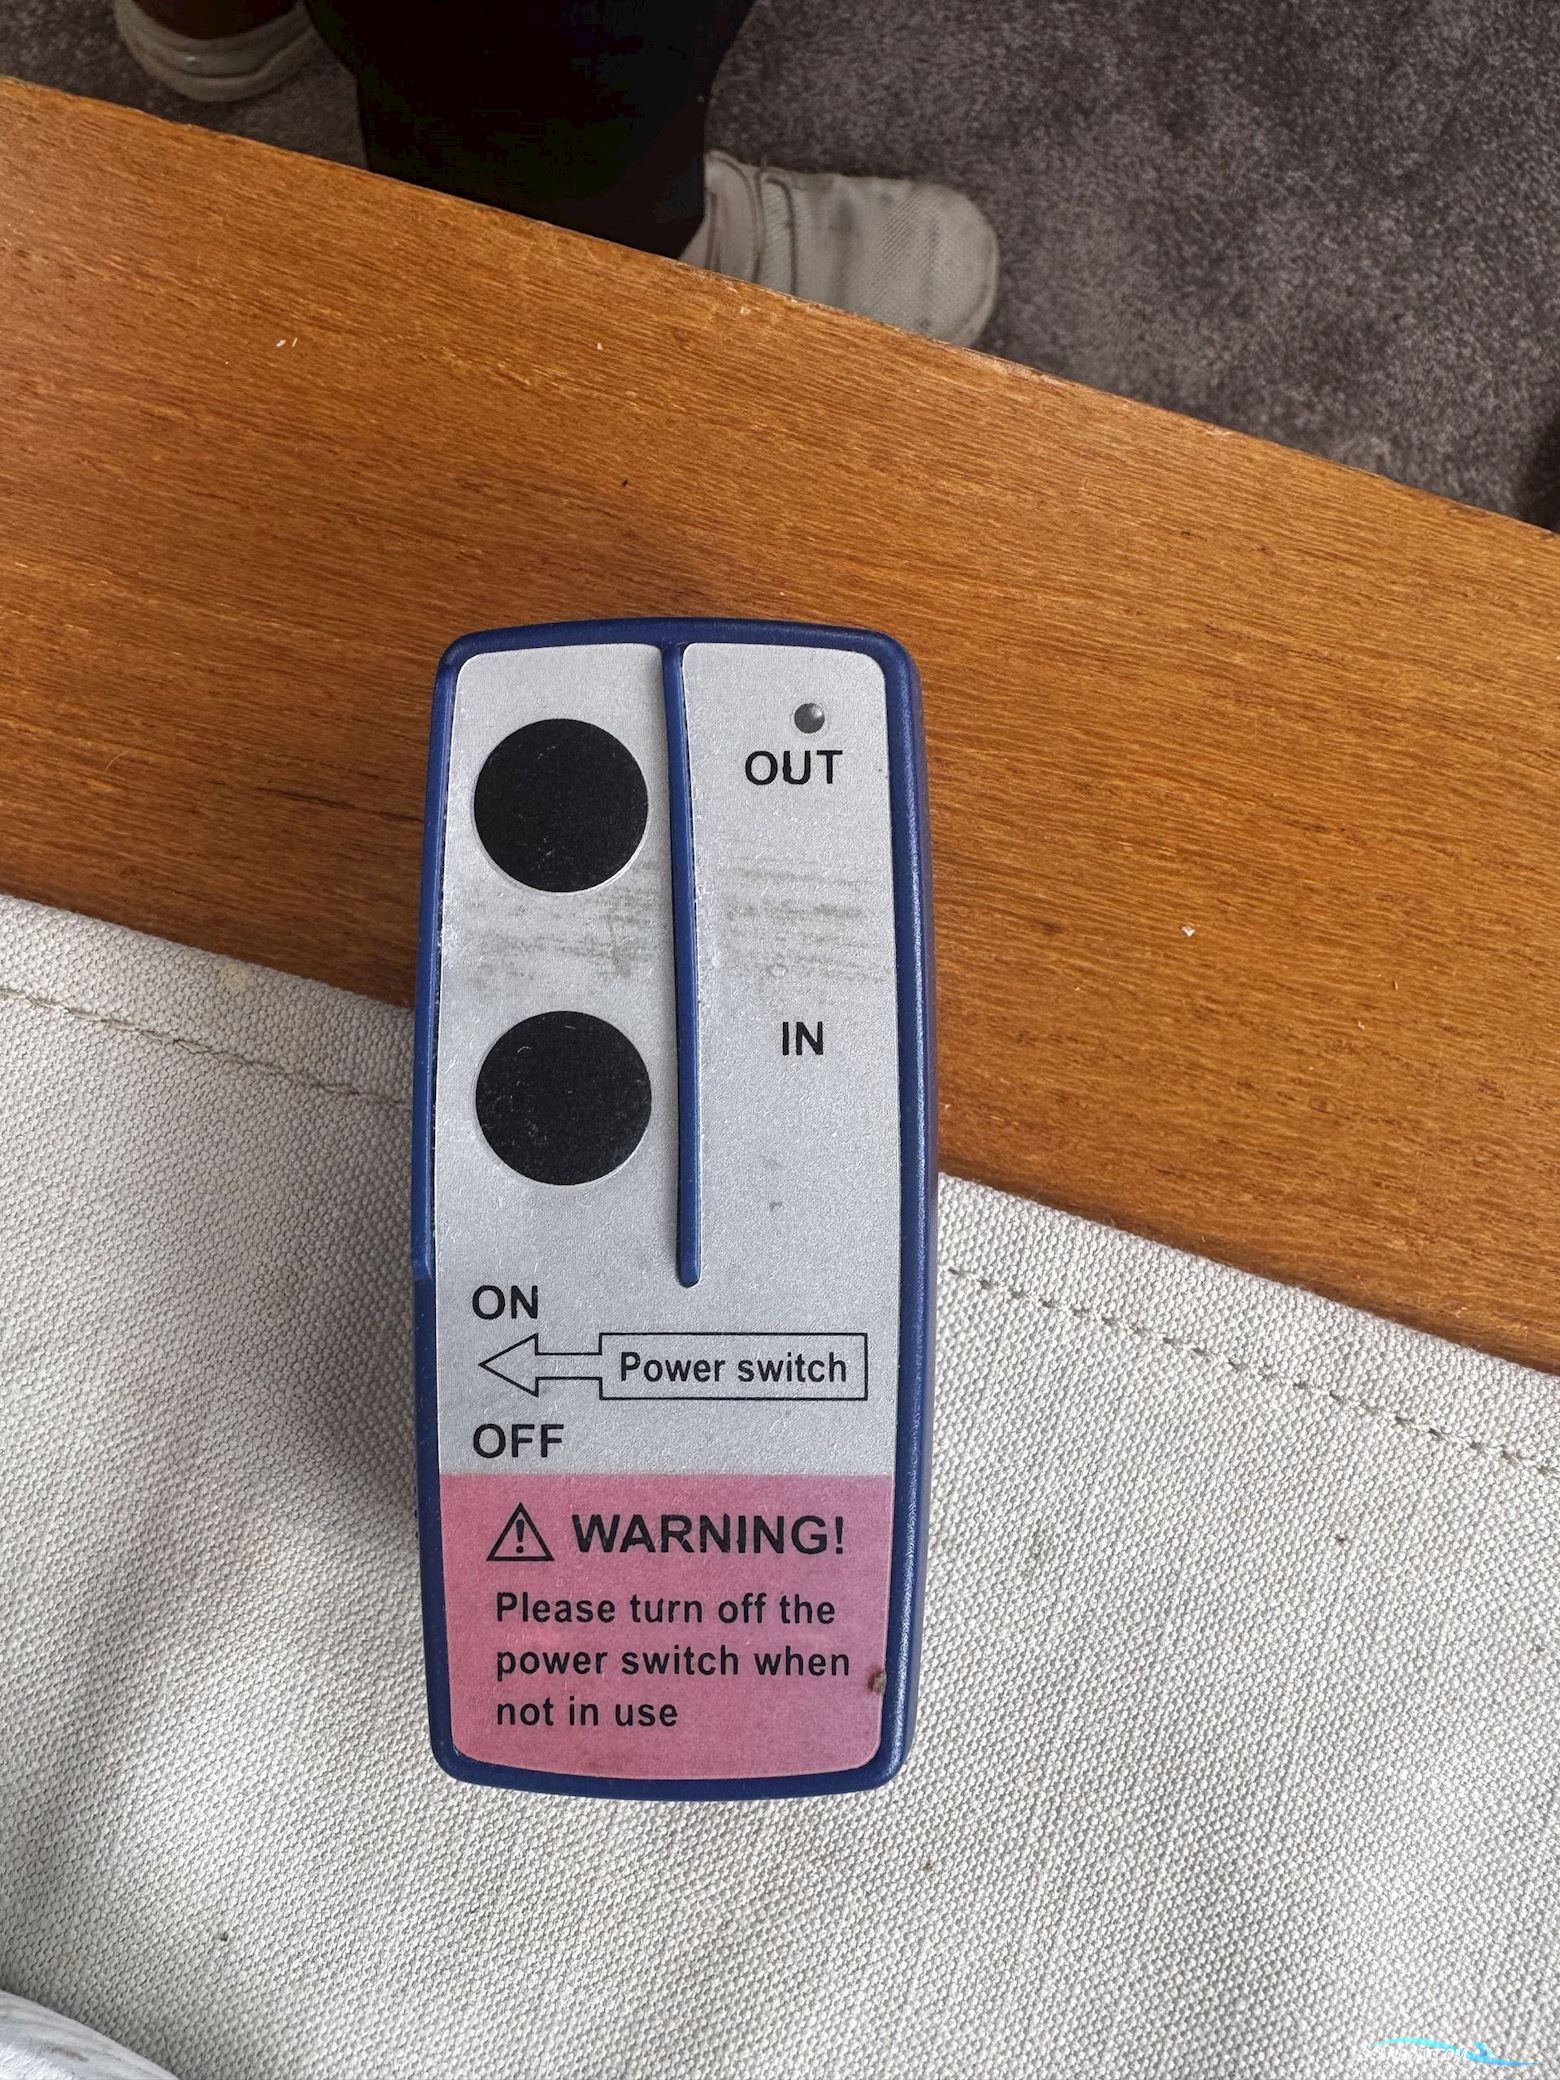 OUT
IN
ON
Power switch
OFF
WARNING!
Please turn off the
power switch when
not in use